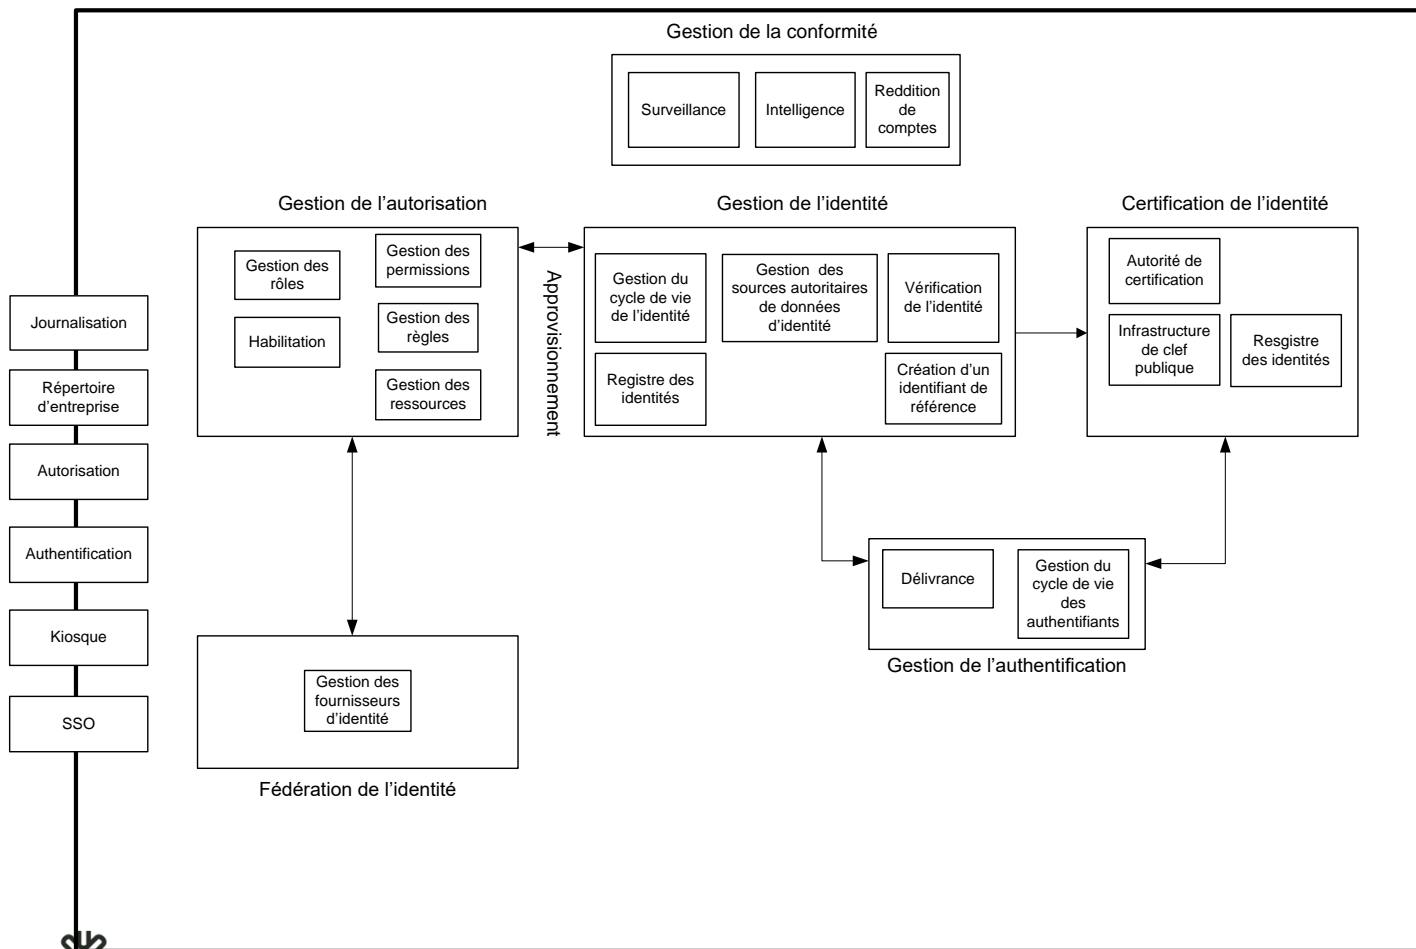 Gestion de la conformité
Surveillance
Intelligence
Reddition
de
comptes
Gestion de l’autorisation
Gestion des
rôles
Gestion des
permissions
Habilitation
Gestion des
règles
Gestion des
ressources
Approvisionnement
Gestion de l’identité
Gestion du
cycle de vie
de l’identité
Gestion  des
sources autoritaires
de données
d’identité
Vérification
de l’identité
Registre des
identités
Création d’un
identifiant de
référence
Certification de l’identité
Autorité de
certification
Infrastructure
de clef
publique
Resgistre
des identités
Journalisation
Répertoire
d’entreprise
Autorisation
Authentification
Kiosque
SSO
Délivrance
Gestion du
cycle de vie
des
authentifiants
Gestion de l’authentification
Gestion des
fournisseurs
d’identité
Fédération de l’identité